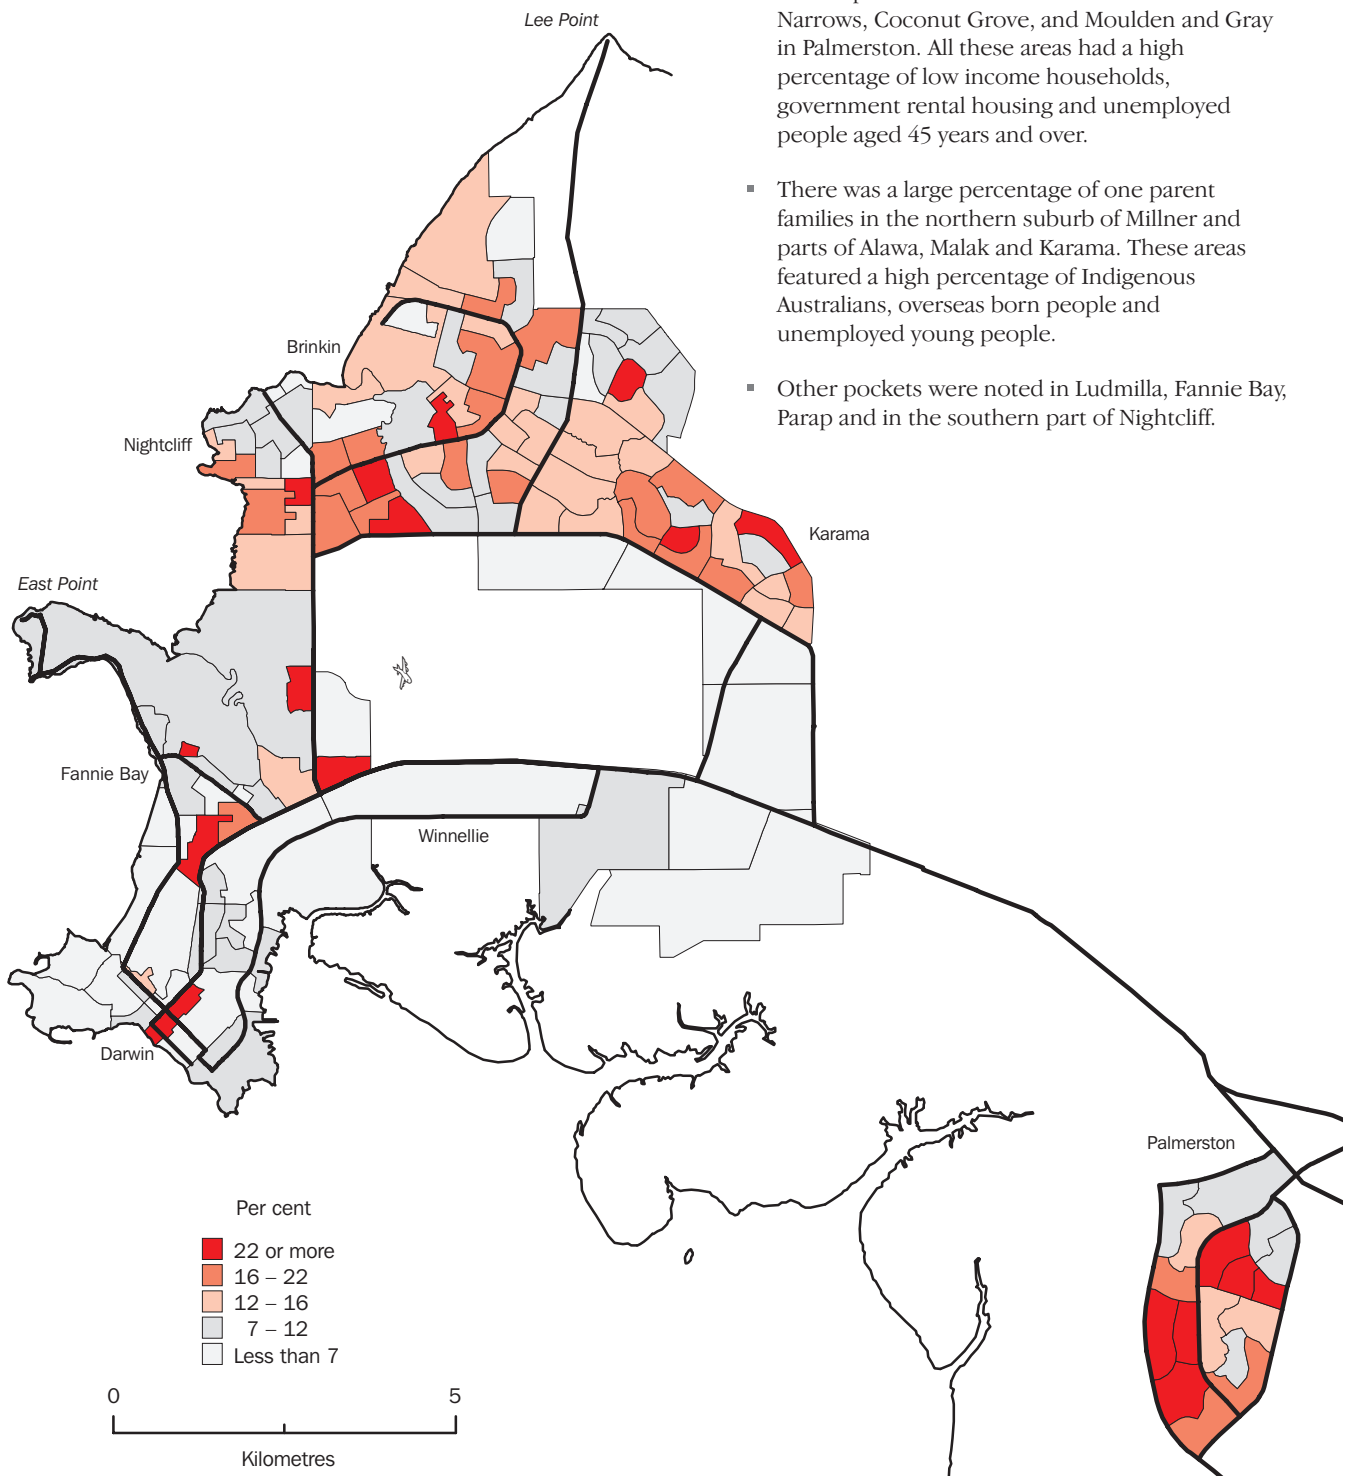 Lee Point
Narrows, Coconut Grove, and Moulden and Gray
in Palmerston. All these areas had a high
percentage of low income households,
government rental housing and unemployed
people aged 45 years and over.
▪ There was a large percentage of one parent
families in the northern suburb of Millner and
parts of Alawa, Malak and Karama. These areas
featured a high percentage of Indigenous
Australians, overseas born people and
unemployed young people.
▪ Other pockets were noted in Ludmilla, Fannie Bay,
Parap and in the southern part of Nightcliff.
Brinkin
Nightcliff
Karama
East Point
Fannie Bay
Winnellie
Darwin
Palmerston
Per cent
22 or more
16 – 22
12 – 16
7 – 12
Less than 7
0 5
Kilometres